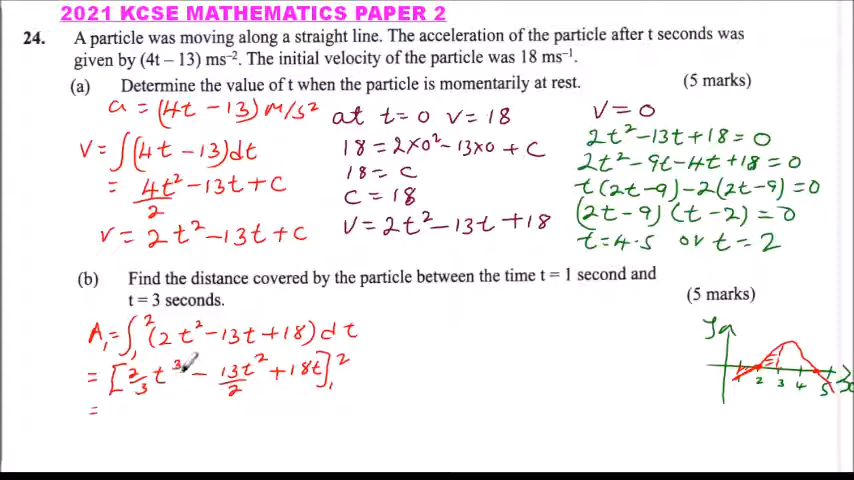 2021 KCSE MATHEMATICS PAPER 2
24. A particle was moving along a straight line. The acceleration of the particle after t seconds was
given by (4t – 13) ms⁻². The initial velocity of the particle was 18 ms⁻¹.
(a) Determine the value of t when the particle is momentarily at rest. (5 marks)
a = (4t - 13) m/s²
V = ∫(4t - 13)dt
= 4t²/2 - 13t + C
V = 2t² - 13t + C
at t=0 V=18
18 = 2×0² - 13×0 + C
18 = C
C = 18
V = 2t² - 13t + 18
V = 0
2t² - 13t + 18 = 0
2t² - 9t - 4t + 18 = 0
t(2t - 9) - 2(2t - 9) = 0
(2t - 9)(t - 2) = 0
t = 4.5 or t = 2
(b) Find the distance covered by the particle between the time t = 1 second and
t = 3 seconds. (5 marks)
A₁ = ∫₁² (2t² - 13t + 18) dt
= [2/3 t³ - 13t²/2 + 18t]₁²
=
2 3 4 5